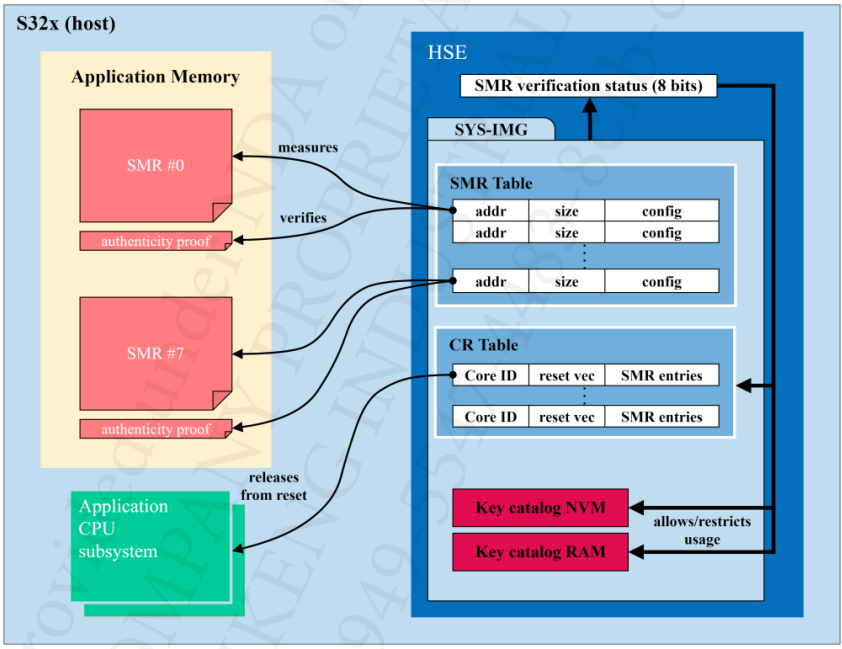 S32x (host)
Application Memory
SMR #0
authenticity proof
SMR #7
authenticity proof
Application
CPU
subsystem
measures
verifies
releases
from reset
HSE
SMR verification status (8 bits)
SYS-IMG
SMR Table
addr size config
addr size config
addr size config
CR Table
Core ID reset vec SMR entries
Core ID reset vec SMR entries
Key catalog NVM
Key catalog RAM
allows/restricts
usage